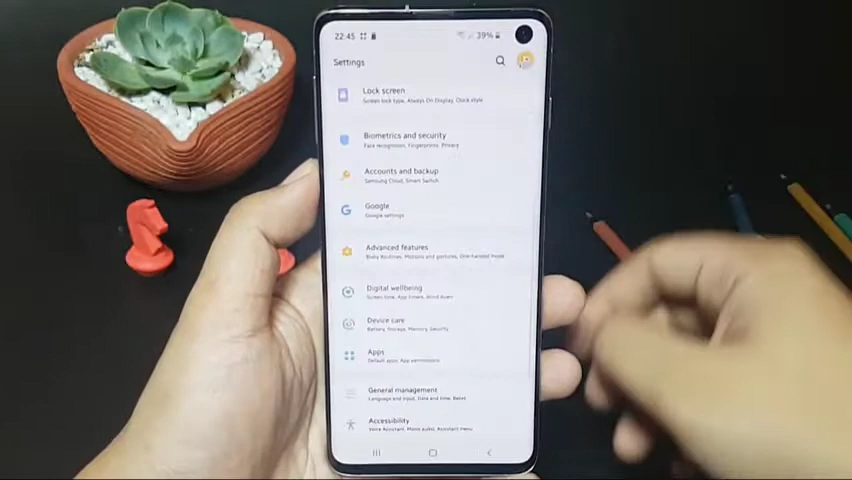 22:45 39%
Settings
Lock screen
Screen lock type, Always On Display, Clock style
Biometrics and security
Face recognition, Fingerprints, Privacy
Accounts and backup
Samsung Cloud, Smart Switch
Google
Google settings
Advanced features
Bixby Routines, Motions and gestures, One-handed mode
Digital wellbeing
Screen time, App timers, Wind down
Device care
Battery, Storage, Memory, Security
Apps
Default apps, App permissions
General management
Language and input, Date and time, Reset
Accessibility
Voice Assistant, Mono audio, Assistant menu